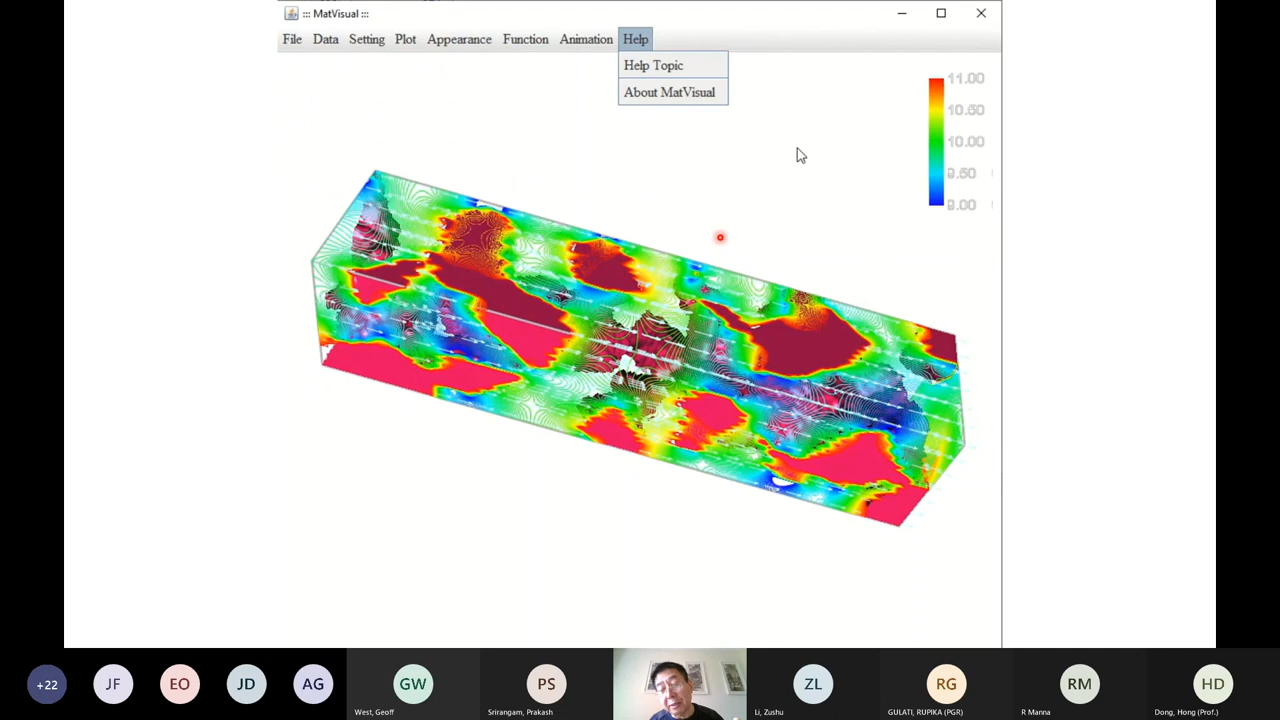 ::: MatVisual :::
File Data Setting Plot Appearance Function Animation Help
Help Topic
About MatVisual
11.00
10.50
10.00
9.50
9.00
+22 JF EO JD AG GW PS ZL RG RM HD
West, Geoff Srirangam, Prakash Li, Zushu GULATI, RUPIKA (PGR) R Manna Dong, Hong (Prof.)